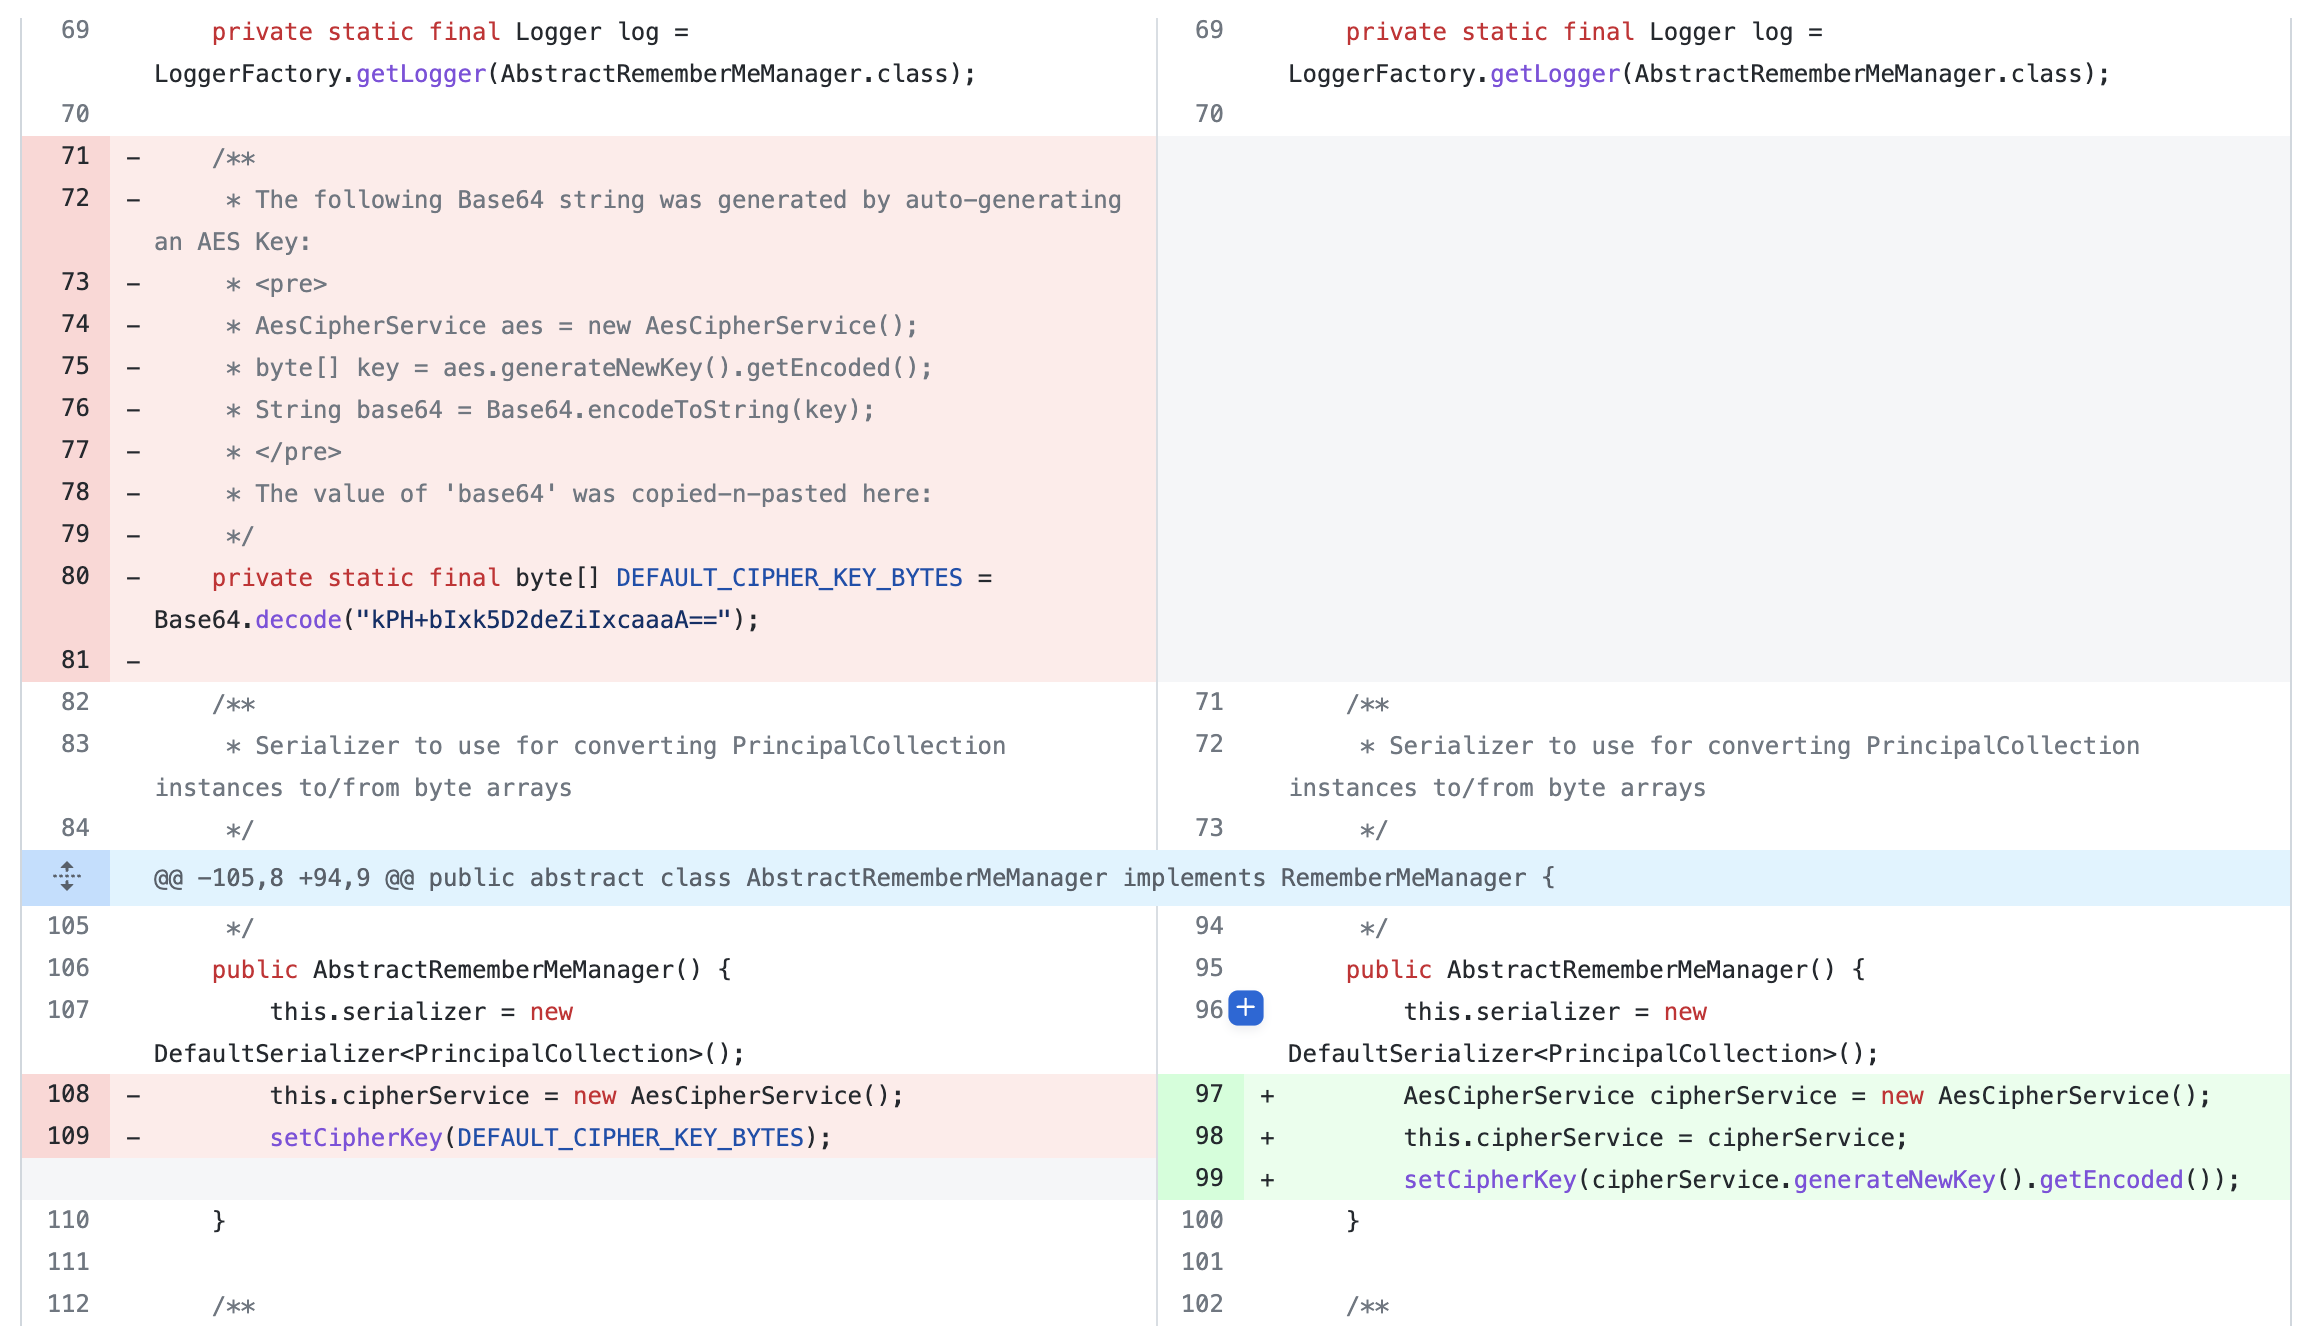 69 private static final Logger log =
LoggerFactory.getLogger(AbstractRememberMeManager.class);
70
71 - /**
72 - * The following Base64 string was generated by auto-generating
an AES Key:
73 - * <pre>
74 - * AesCipherService aes = new AesCipherService();
75 - * byte[] key = aes.generateNewKey().getEncoded();
76 - * String base64 = Base64.encodeToString(key);
77 - * </pre>
78 - * The value of 'base64' was copied-n-pasted here:
79 - */
80 - private static final byte[] DEFAULT_CIPHER_KEY_BYTES =
Base64.decode("kPH+bIxk5D2deZiIxcaaaA==");
81 -
82 /**
83 * Serializer to use for converting PrincipalCollection
instances to/from byte arrays
84 */
69 private static final Logger log =
LoggerFactory.getLogger(AbstractRememberMeManager.class);
70
71 /**
72 * Serializer to use for converting PrincipalCollection
instances to/from byte arrays
73 */
@@ -105,8 +94,9 @@ public abstract class AbstractRememberMeManager implements RememberMeManager {
105 */
106 public AbstractRememberMeManager() {
107 this.serializer = new
DefaultSerializer<PrincipalCollection>();
108 - this.cipherService = new AesCipherService();
109 - setCipherKey(DEFAULT_CIPHER_KEY_BYTES);
110 }
111
112 /**
94 */
95 public AbstractRememberMeManager() {
96 + this.serializer = new
DefaultSerializer<PrincipalCollection>();
97 + AesCipherService cipherService = new AesCipherService();
98 + this.cipherService = cipherService;
99 + setCipherKey(cipherService.generateNewKey().getEncoded());
100 }
101
102 /**